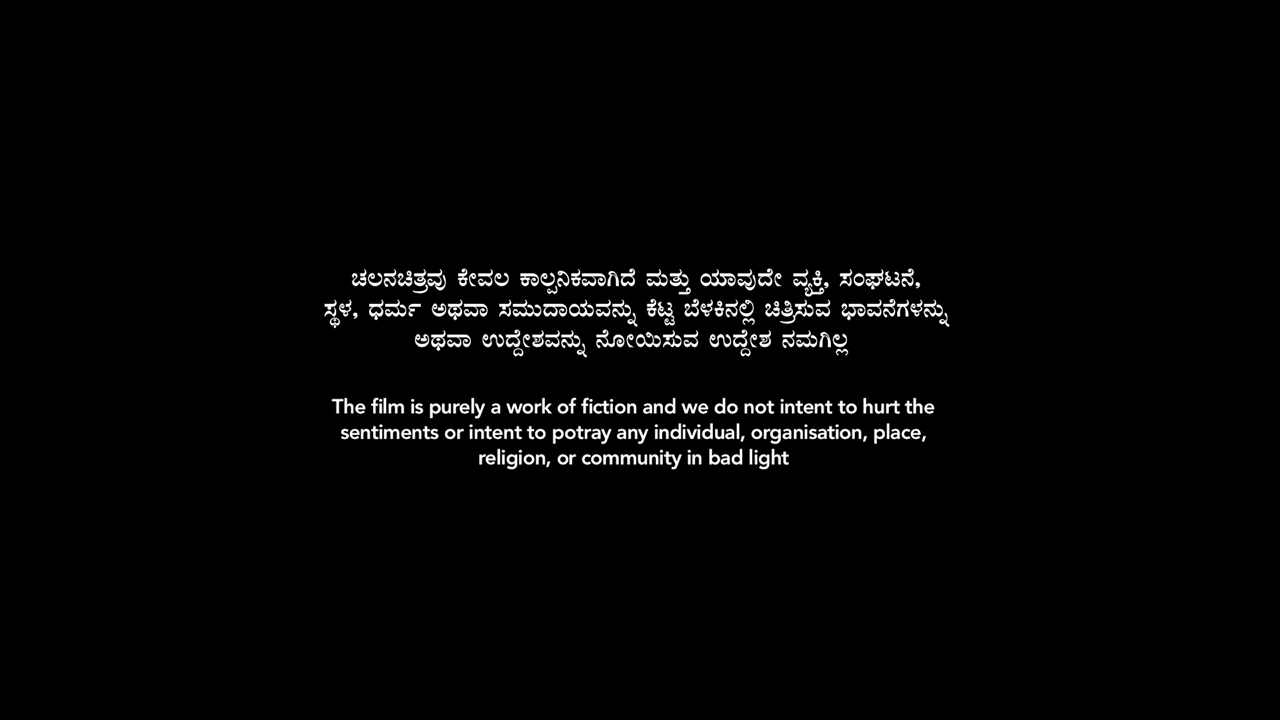 ಚಲನಚಿತ್ರವು ಕೇವಲ ಕಾಲ್ಪನಿಕವಾಗಿದೆ ಮತ್ತು ಯಾವುದೇ ವ್ಯಕ್ತಿ, ಸಂಘಟನೆ,
ಸ್ಥಳ, ಧರ್ಮ ಅಥವಾ ಸಮುದಾಯವನ್ನು ಕೆಟ್ಟ ಬೆಳಕಿನಲ್ಲಿ ಚಿತ್ರಿಸುವ ಭಾವನೆಗಳನ್ನು
ಅಥವಾ ಉದ್ದೇಶವನ್ನು ನೋಯಿಸುವ ಉದ್ದೇಶ ನಮಗಿಲ್ಲ
The film is purely a work of fiction and we do not intent to hurt the
sentiments or intent to potray any individual, organisation, place,
religion, or community in bad light